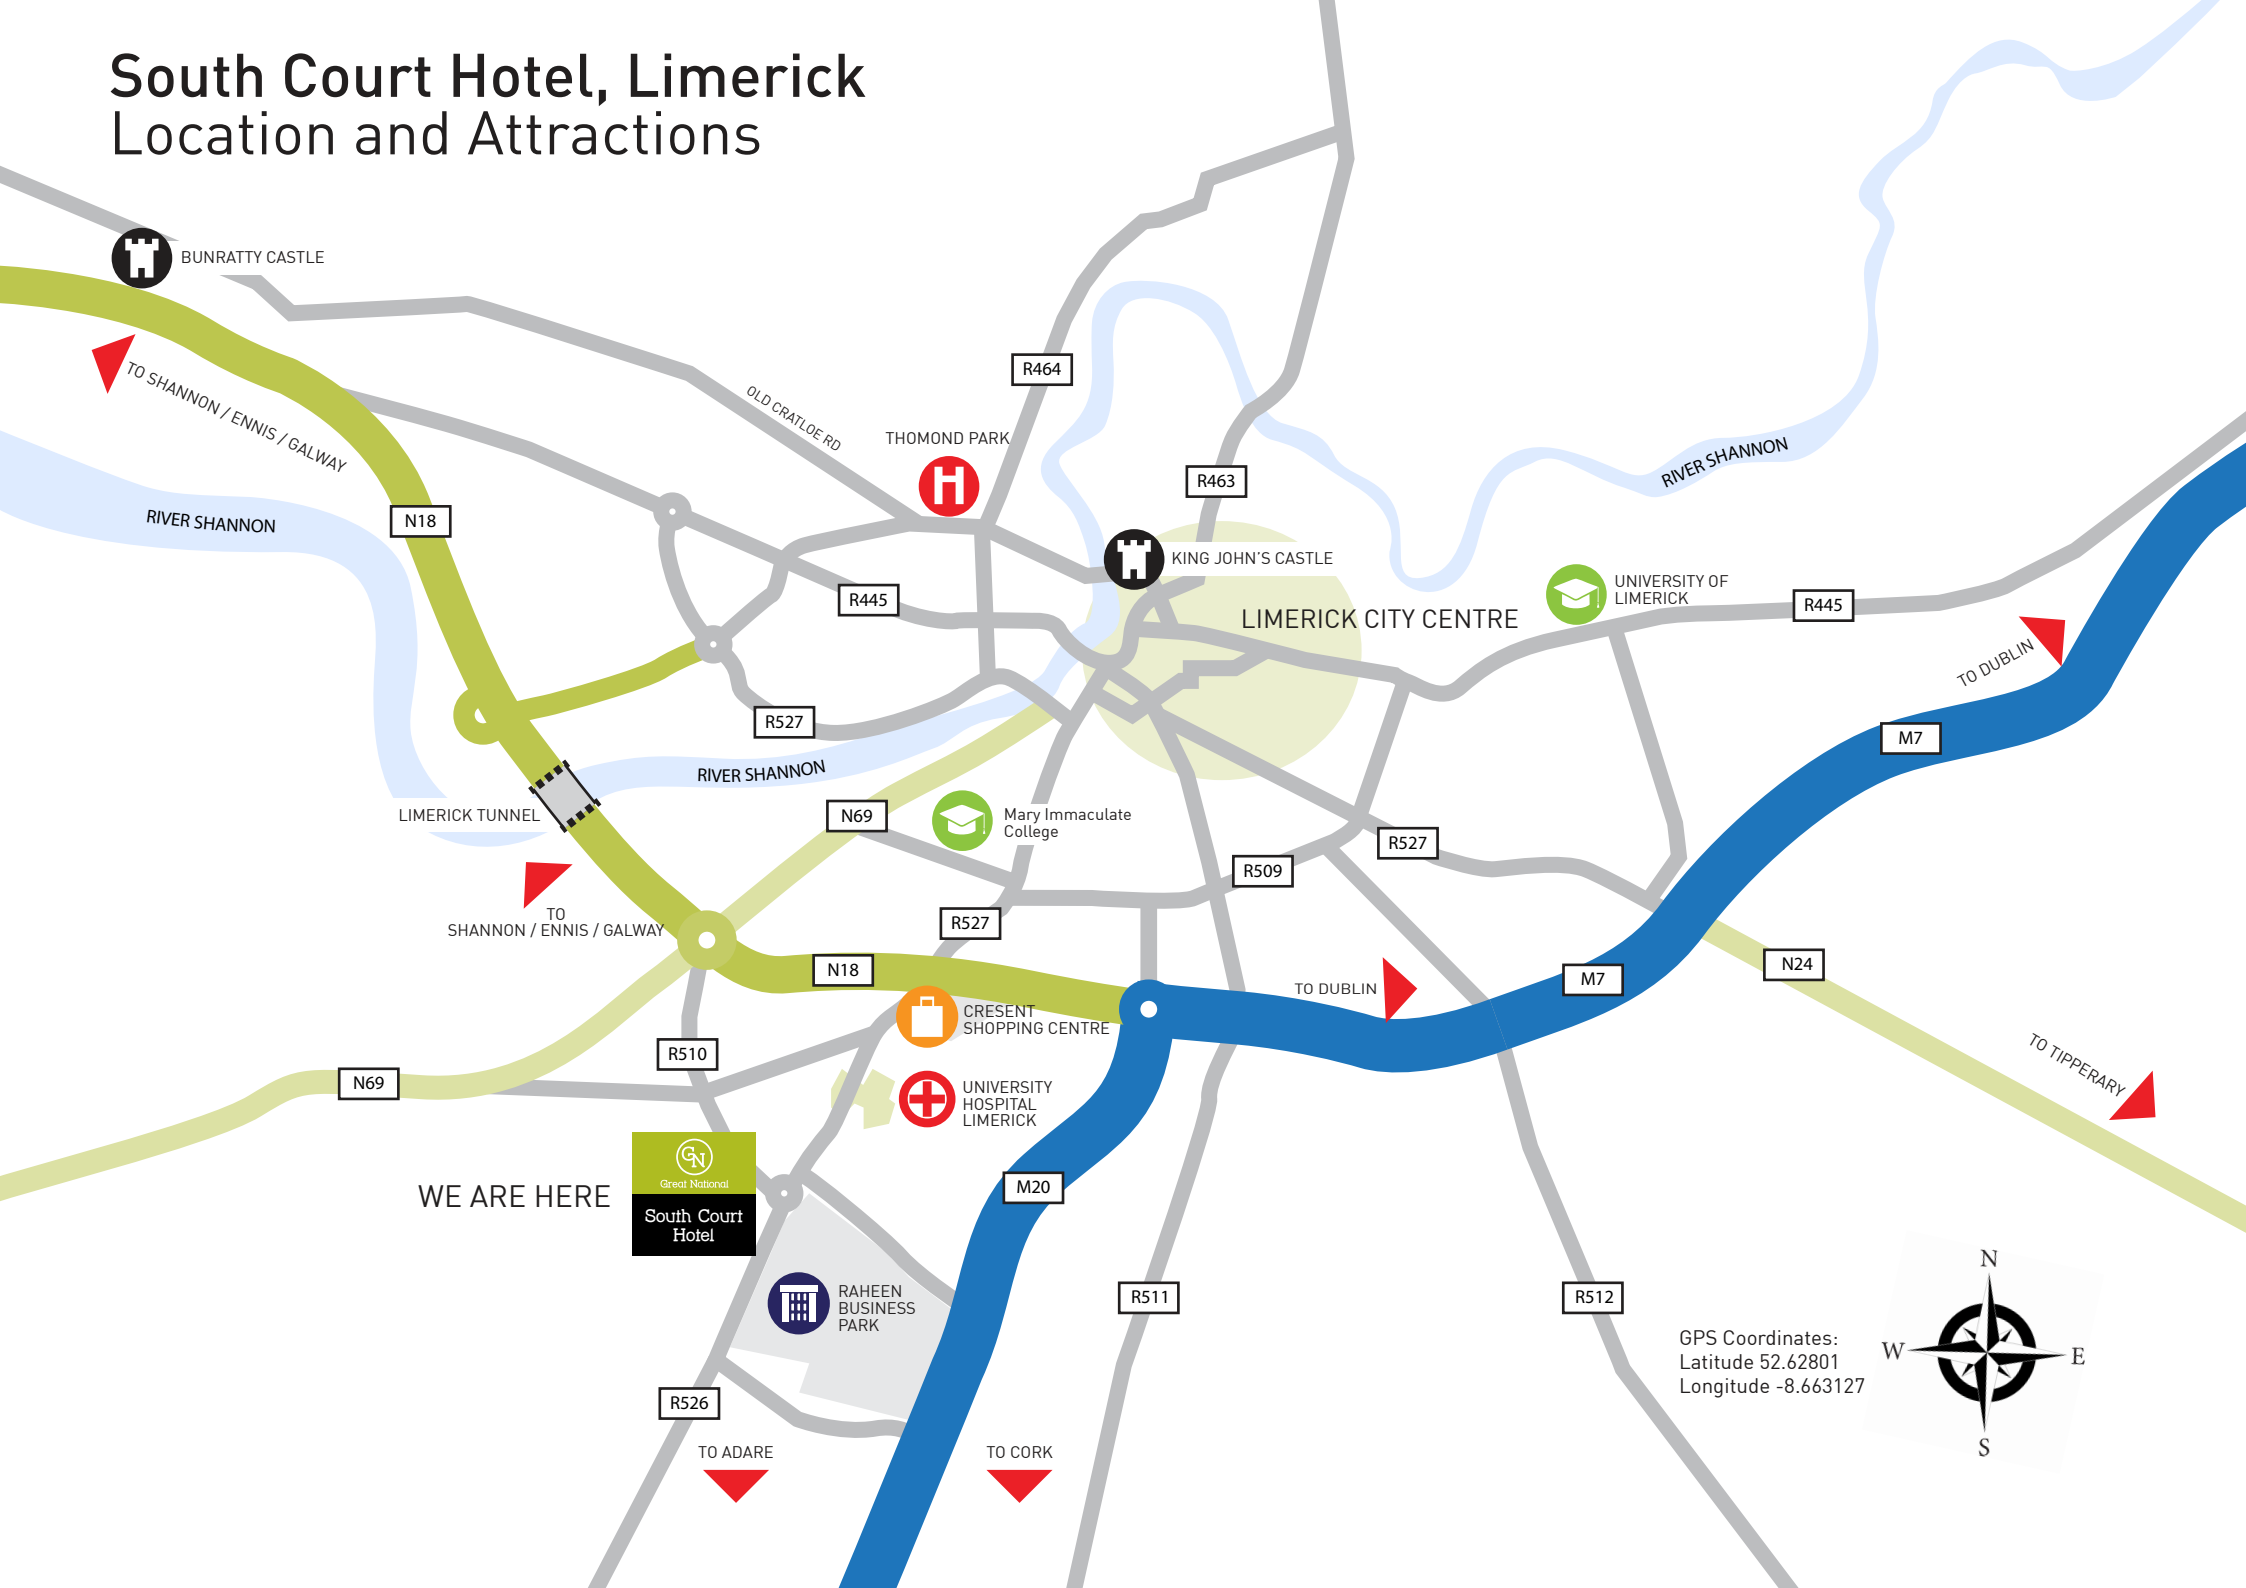 South Court Hotel, Limerick
Location and Attractions
BUNRATTY CASTLE
TO SHANNON / ENNIS / GALWAY
RIVER SHANNON
N18
OLD CRATLOE RD
THOMOND PARK
R464
R463
KING JOHN'S CASTLE
LIMERICK CITY CENTRE
RIVER SHANNON
UNIVERSITY OF
LIMERICK
R445
R445
TO DUBLIN
M7
R527
RIVER SHANNON
LIMERICK TUNNEL
N69
Mary Immaculate
College
R527
R509
TO
SHANNON / ENNIS / GALWAY
R527
N18
TO DUBLIN
M7
N24
CRESENT
SHOPPING CENTRE
R510
N69
UNIVERSITY
HOSPITAL
LIMERICK
TO TIPPERARY
GN
Great National
South Court
Hotel
WE ARE HERE
M20
RAHEEN
BUSINESS
PARK
R511
R512
R526
TO ADARE
TO CORK
GPS Coordinates:
Latitude 52.62801
Longitude -8.663127
N
W
E
S